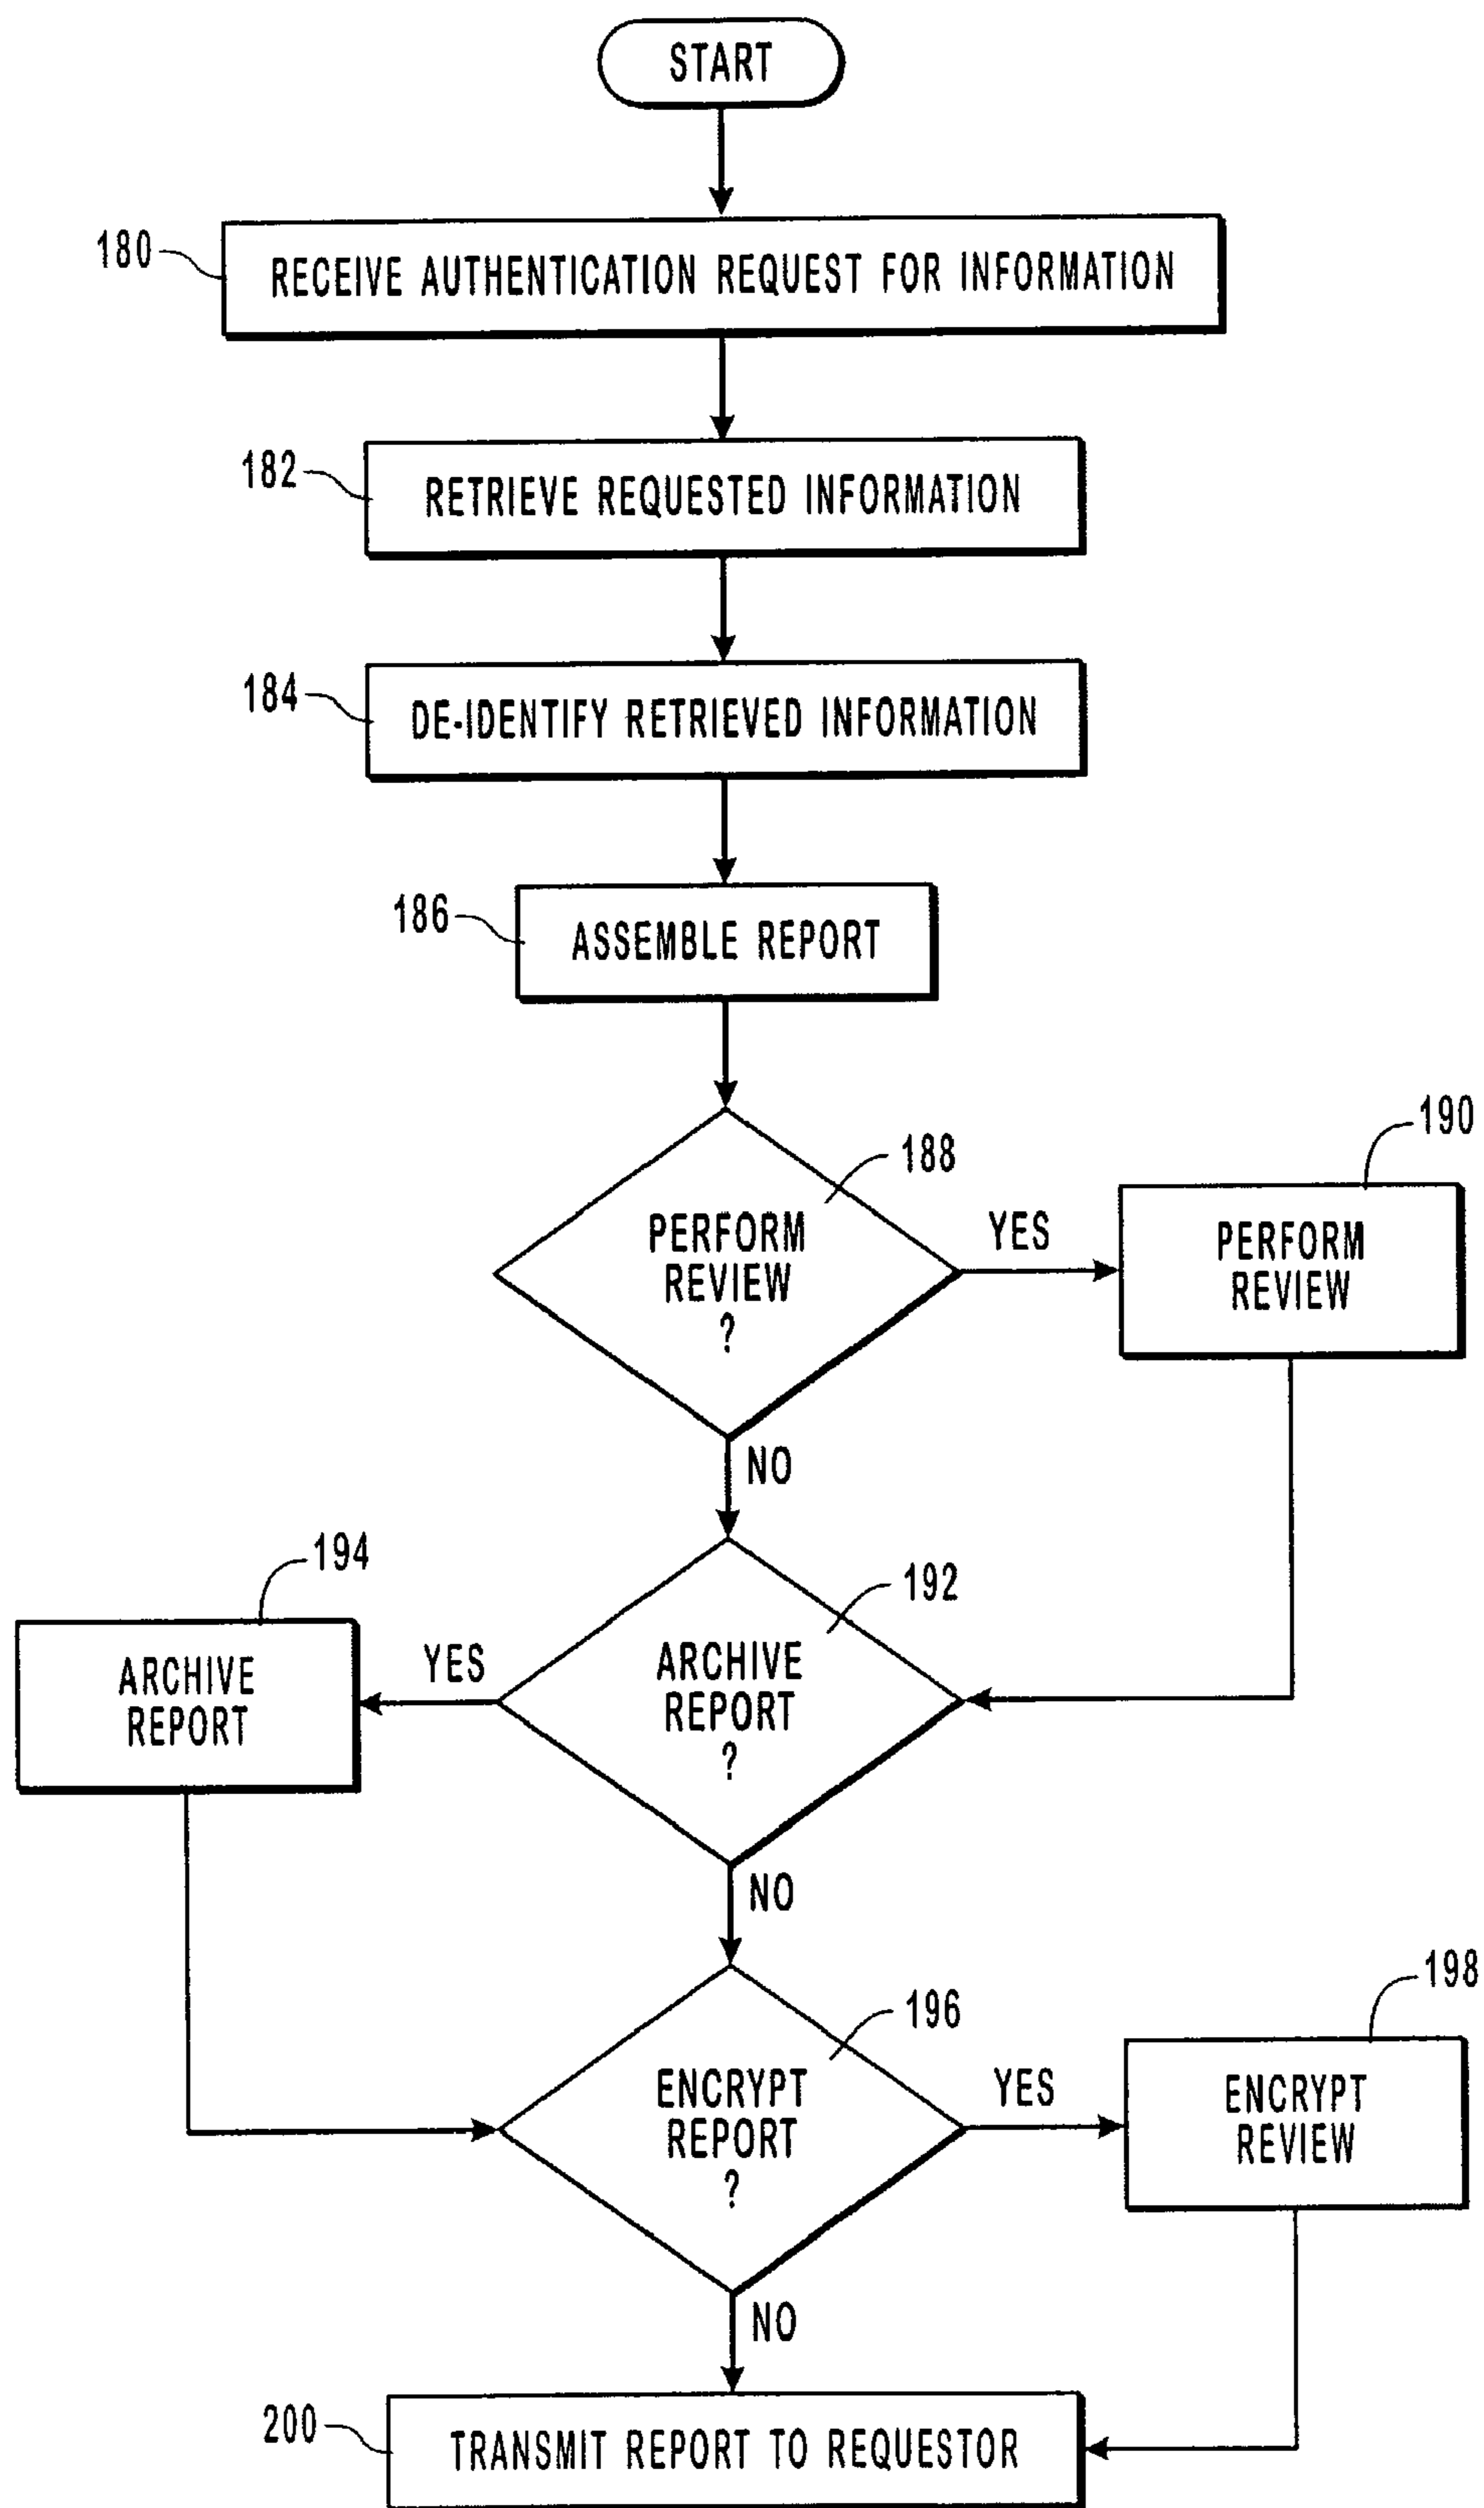 START
180
RECEIVE AUTHENTICATION REQUEST FOR INFORMATION
182
RETRIEVE REQUESTED INFORMATION
184
DE-IDENTIFY RETRIEVED INFORMATION
186
ASSEMBLE REPORT
188
PERFORM
REVIEW
?
YES
190
PERFORM
REVIEW
NO
192
ARCHIVE
REPORT
?
YES
194
ARCHIVE
REPORT
NO
196
ENCRYPT
REPORT
?
YES
198
ENCRYPT
REVIEW
NO
200
TRANSMIT REPORT TO REQUESTOR